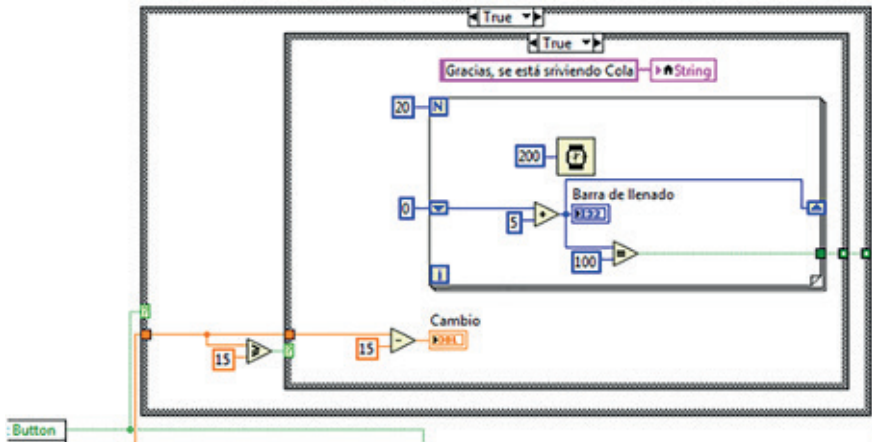 True
True
Gracias, se está sriviendo Cola
String
20
N
200
Barra de llenado
0
5
100
i
Cambio
15
15
: Button